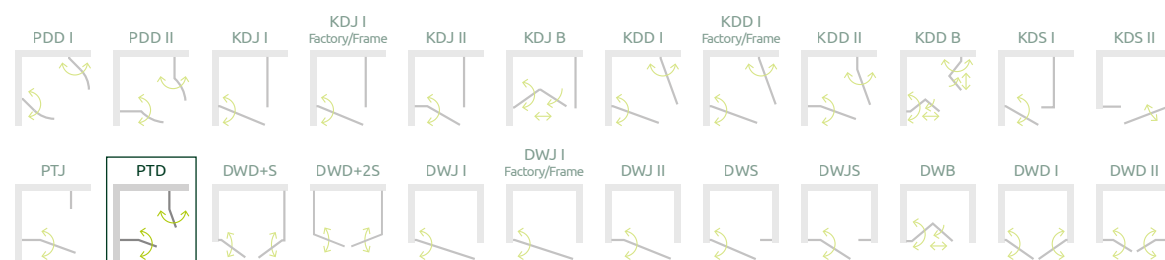 PDD I
PDD II
KDJ I
KDJ I
Factory/Frame
KDJ II
KDJ B
KDD I
KDD I
Factory/Frame
KDD II
KDD B
KDS I
KDS II
PTJ
PTD
DWD+S
DWD+2S
DWJ I
DWJ I
Factory/Frame
DWJ II
DWS
DWJS
DWB
DWD I
DWD II